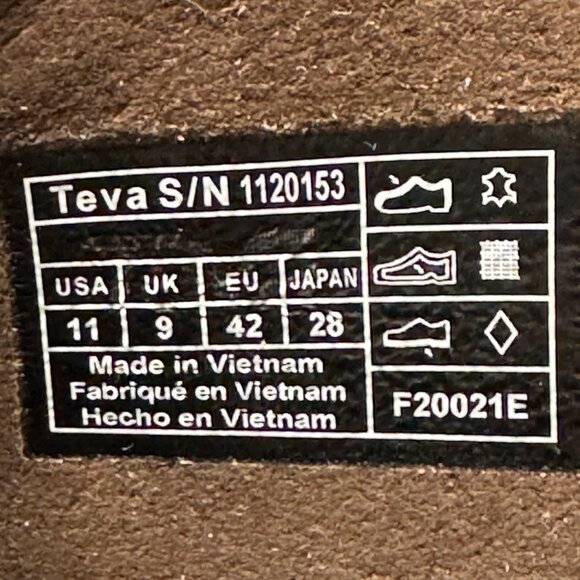 Teva S/N 1120153
USA UK EU JAPAN
11 9 42 28
Made in Vietnam
Fabriqué en Vietnam
Hecho en Vietnam
F20021E